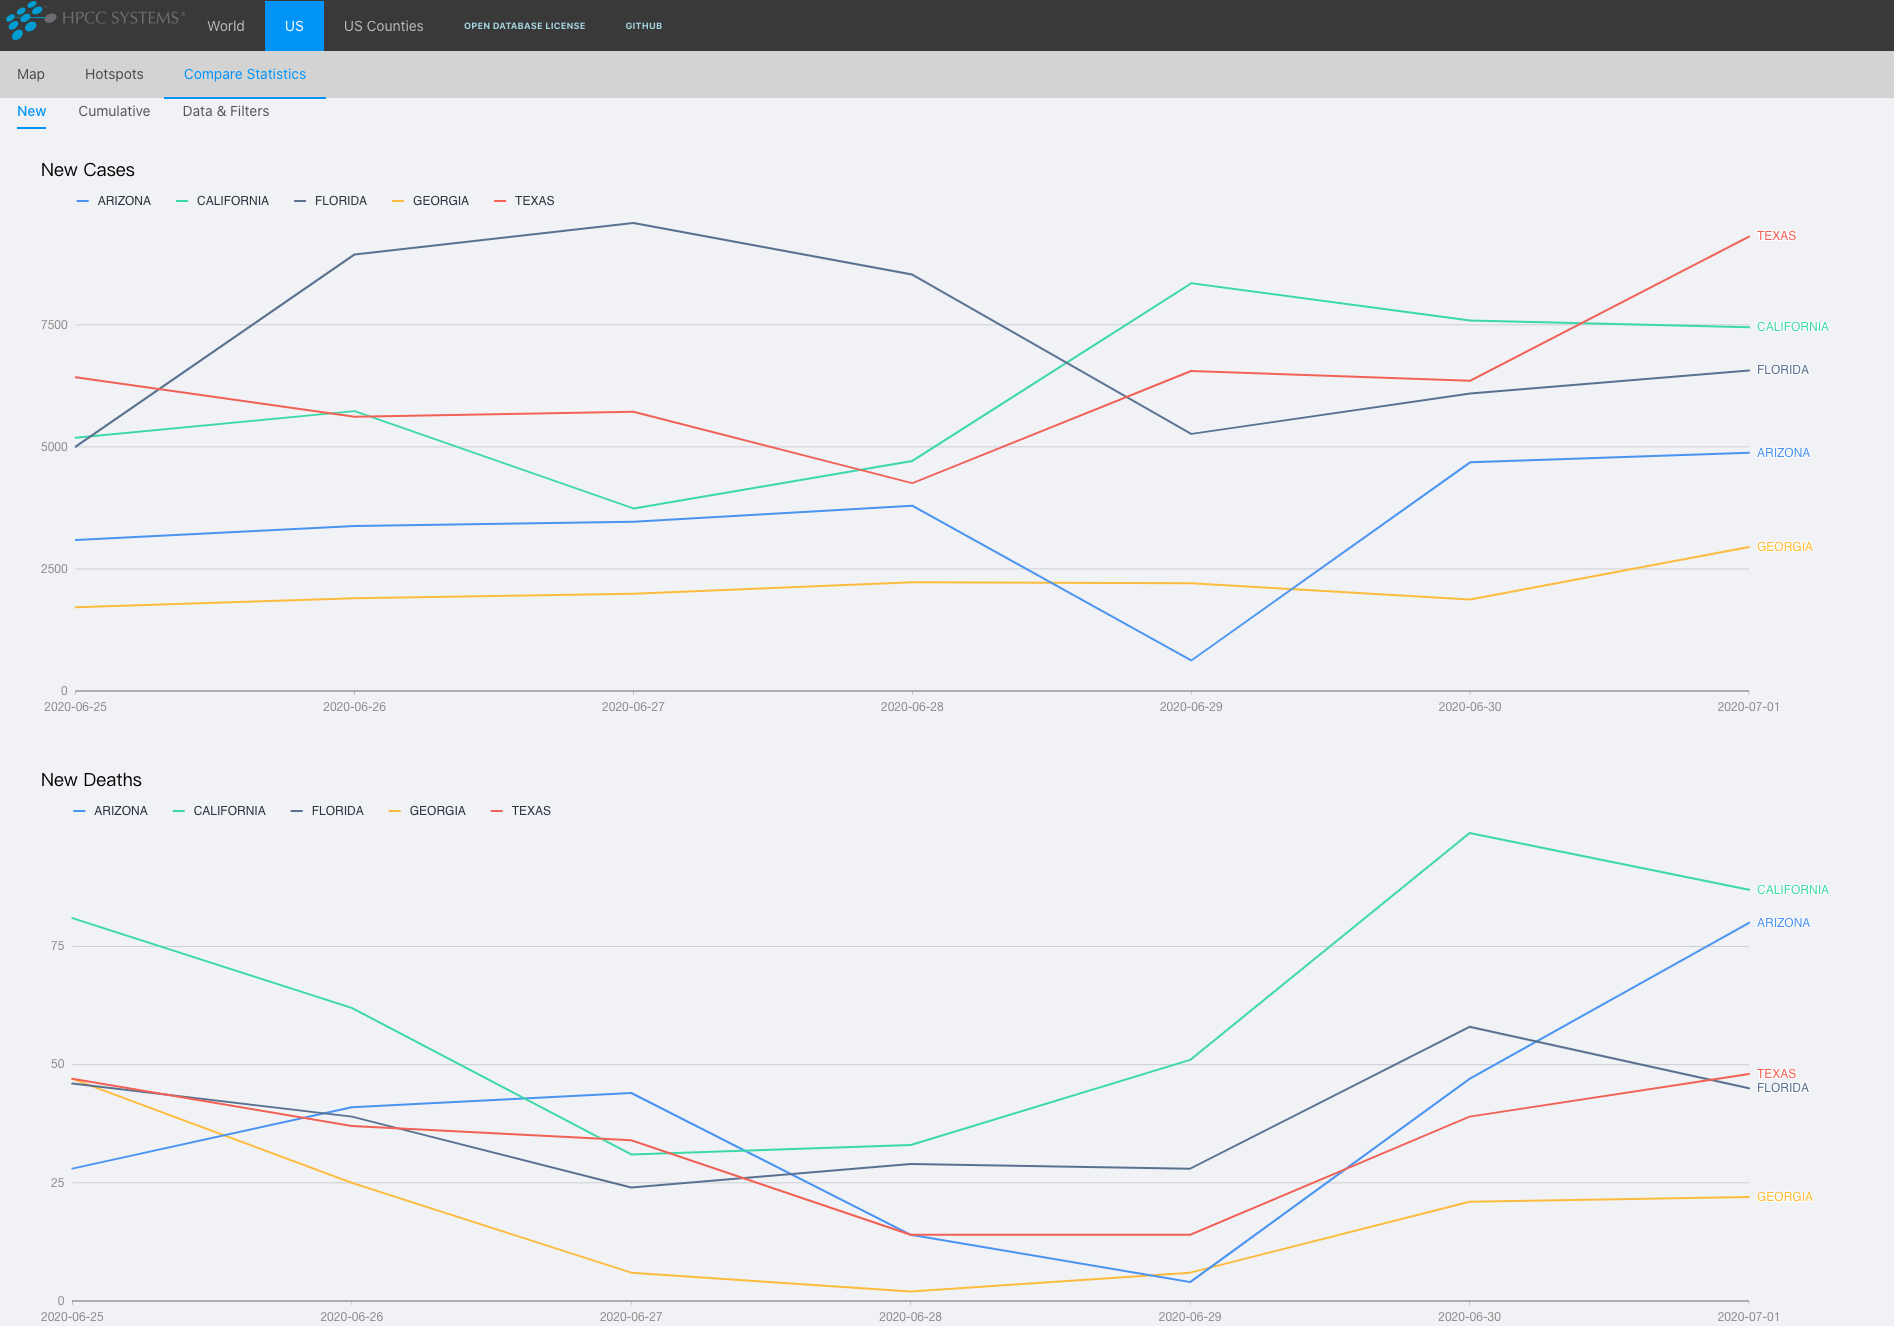 HPCC SYSTEMS®
World US US Counties OPEN DATABASE LICENSE GITHUB
Map Hotspots Compare Statistics
New Cumulative Data & Filters
New Cases
ARIZONA CALIFORNIA FLORIDA GEORGIA TEXAS
TEXAS
7500
CALIFORNIA
FLORIDA
5000
ARIZONA
GEORGIA
2500
0
2020-06-25 2020-06-26 2020-06-27 2020-06-28 2020-06-29 2020-06-30 2020-07-01
New Deaths
ARIZONA CALIFORNIA FLORIDA GEORGIA TEXAS
CALIFORNIA
ARIZONA
75
50
TEXAS
FLORIDA
25
GEORGIA
0
2020-06-25 2020-06-26 2020-06-27 2020-06-28 2020-06-29 2020-06-30 2020-07-01